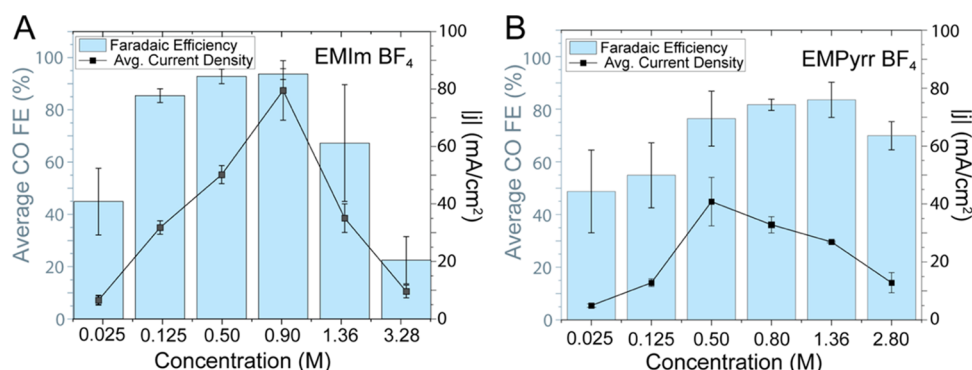 A
EMIm BF4
Faradaic Efficiency
Avg. Current Density
Average CO FE (%)
100
80
60
40
20
0
|j| (mA/cm2)
100
80
60
40
20
0
0.025 0.125 0.50 0.90 1.36 3.28
Concentration (M)
B
EMPyrr BF4
Faradaic Efficiency
Avg. Current Density
Average CO FE (%)
100
80
60
40
20
0
|j| (mA/cm2)
100
80
60
40
20
0
0.025 0.125 0.50 0.80 1.36 2.80
Concentration (M)